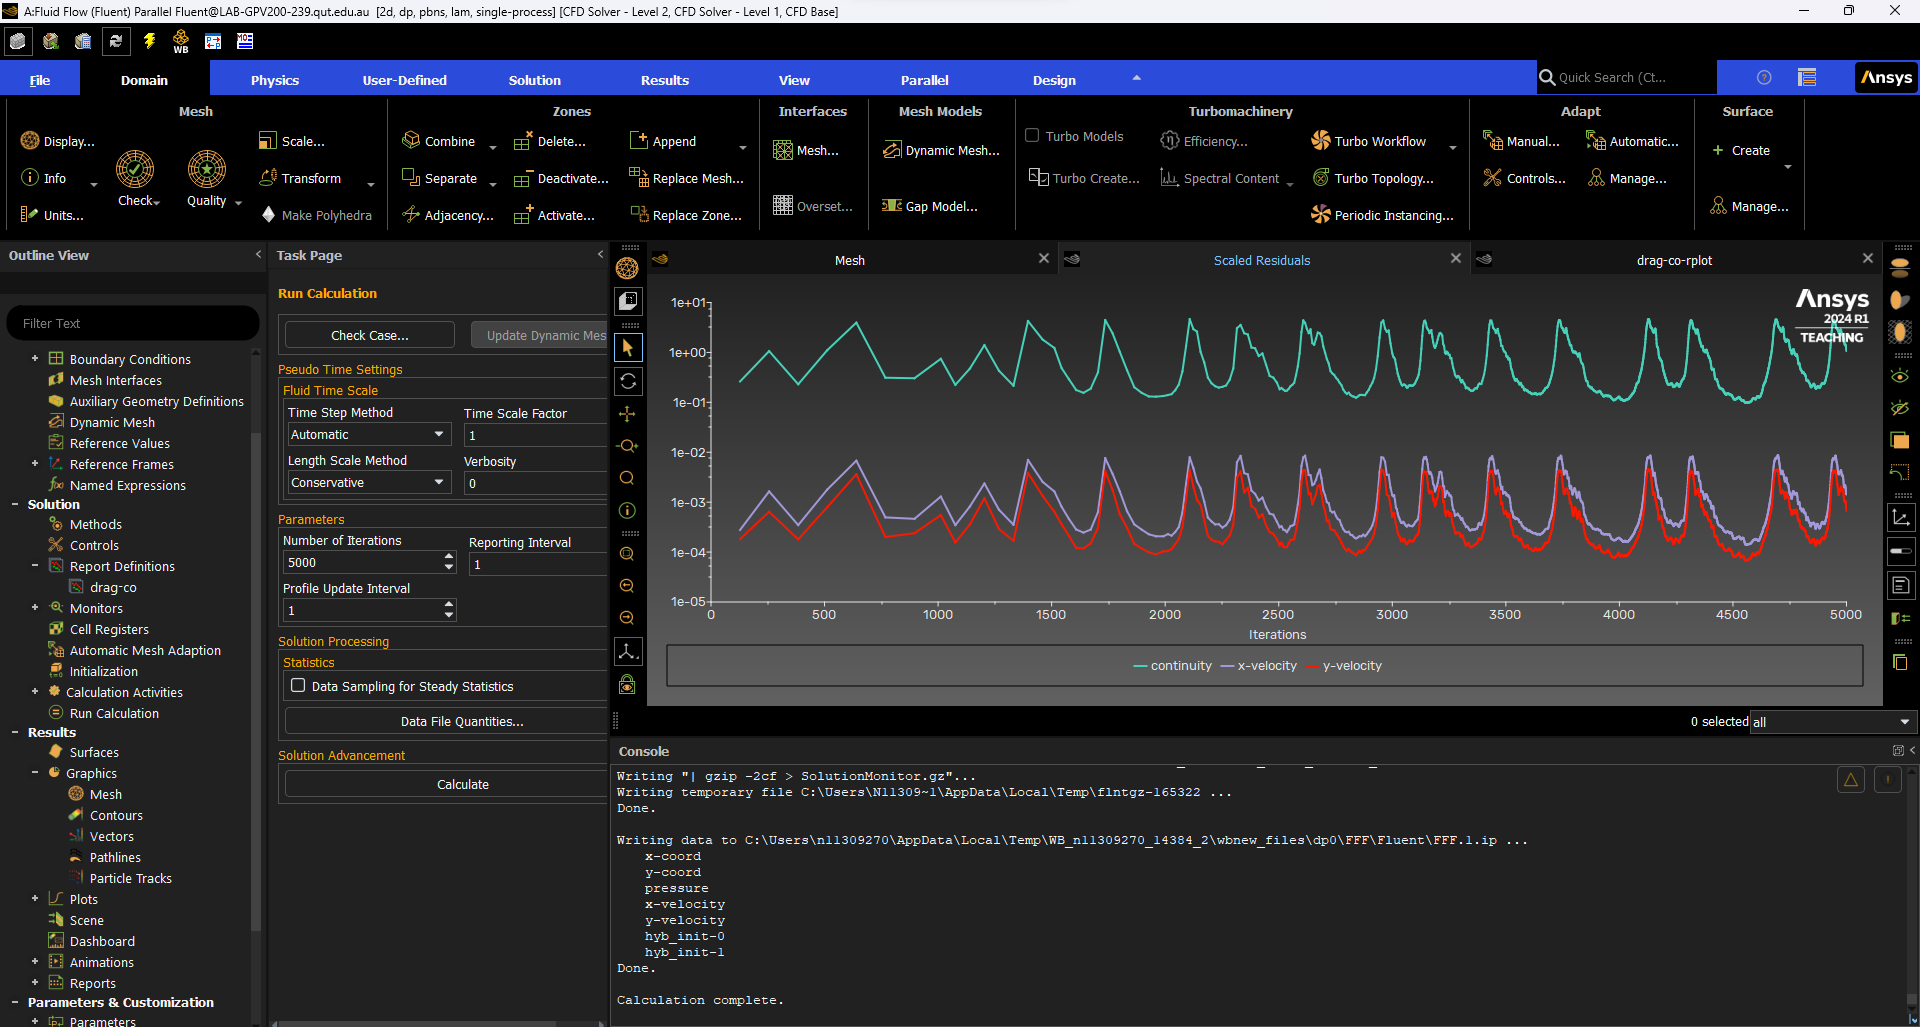 A:Fluid Flow (Fluent) Parallel Fluent@LAB-GPV200-239.qut.edu.au [2d, dp, pbns, lam, single-process] [CFD Solver - Level 2, CFD Solver - Level 1, CFD Base]
WB
File Domain Physics User-Defined Solution Results View Parallel Design
Quick Search (Ct...
Ansys
Mesh
Display...
Info
Units...
Check
Quality
Scale...
Transform
Make Polyhedra
Zones
Combine
Separate
Adjacency...
Delete...
Deactivate...
Activate...
Append
Replace Mesh...
Replace Zone...
Interfaces
Mesh...
Overset...
Mesh Models
Dynamic Mesh...
Gap Model...
Turbomachinery
Turbo Models
Turbo Create...
Efficiency...
Spectral Content
Turbo Workflow
Turbo Topology...
Periodic Instancing...
Adapt
Manual...
Controls...
Automatic...
Manage...
Surface
+ Create
Manage...
Outline View
Filter Text
Boundary Conditions
Mesh Interfaces
Auxiliary Geometry Definitions
Dynamic Mesh
Reference Values
Reference Frames
Named Expressions
Solution
Methods
Controls
Report Definitions
drag-co
Monitors
Cell Registers
Automatic Mesh Adaption
Initialization
Calculation Activities
Run Calculation
Results
Surfaces
Graphics
Mesh
Contours
Vectors
Pathlines
Particle Tracks
Plots
Scene
Dashboard
Animations
Reports
Parameters & Customization
Parameters
Task Page
Run Calculation
Check Case...
Update Dynamic Mes
Pseudo Time Settings
Fluid Time Scale
Time Step Method
Time Scale Factor
Automatic
1
Length Scale Method
Verbosity
Conservative
0
Parameters
Number of Iterations
Reporting Interval
5000
1
Profile Update Interval
1
Solution Processing
Statistics
Data Sampling for Steady Statistics
Data File Quantities...
Solution Advancement
Calculate
Mesh
Scaled Residuals
drag-co-rplot
Ansys
2024 R1
TEACHING
1e+01
1e+00
1e-01
1e-02
1e-03
1e-04
1e-05
0 500 1000 1500 2000 2500 3000 3500 4000 4500 5000
Iterations
continuity x-velocity y-velocity
0 selected all
Console
Writing "| gzip -2cf > SolutionMonitor.gz"...
Writing temporary file C:\Users\N11309~1\AppData\Local\Temp\flntgz-165322 ...
Done.
Writing data to C:\Users\n11309270\AppData\Local\Temp\WB_n11309270_14384_2\wbnew_files\dp0\FFF\Fluent\FFF.1.ip ...
x-coord
y-coord
pressure
x-velocity
y-velocity
hyb_init-0
hyb_init-1
Done.
Calculation complete.